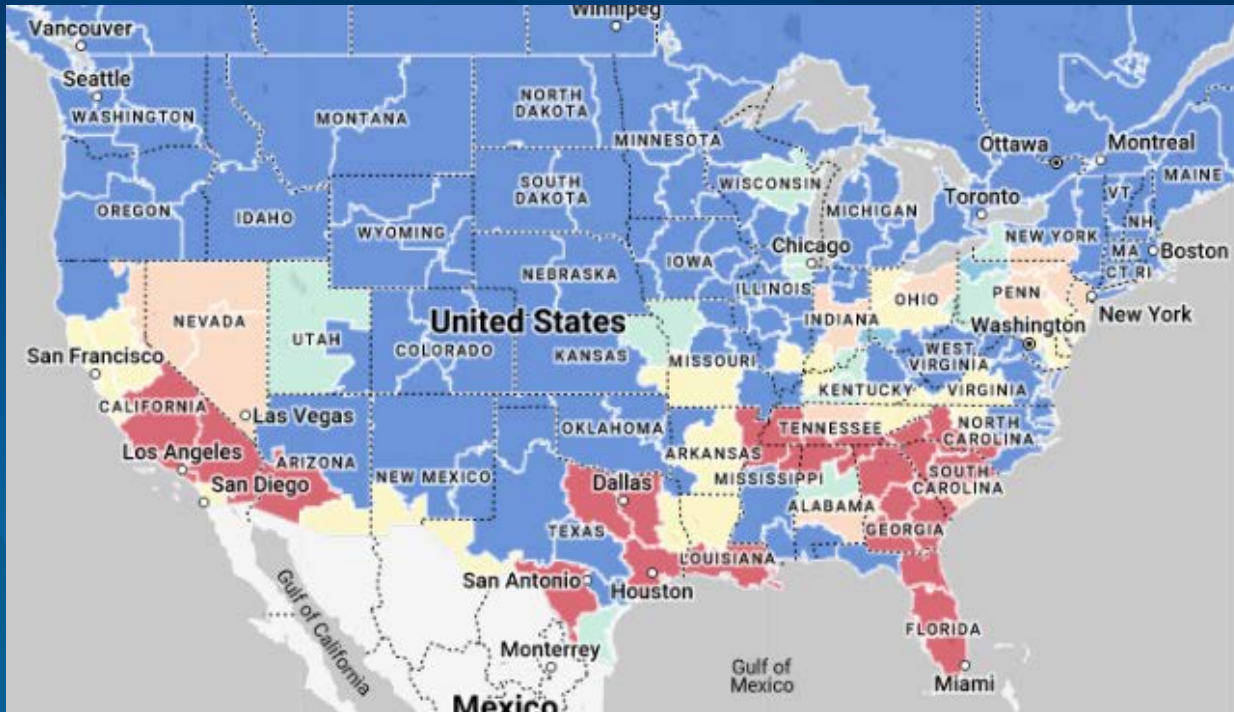 Winnipeg
Vancouver
Seattle
WASHINGTON
MONTANA
NORTH
DAKOTA
MINNESOTA
Ottawa
Montreal
MAINE
VT
NH
MA
CT RI
Boston
OREGON
IDAHO
WYOMING
SOUTH
DAKOTA
WISCONSIN
MICHIGAN
Toronto
NEW YORK
New York
Chicago
IOWA
NEBRASKA
ILLINOIS
INDIANA
OHIO
PENN
Washington
NEVADA
UTAH
COLORADO
United States
KANSAS
MISSOURI
WEST
VIRGINIA
VIRGINIA
KENTUCKY
San Francisco
CALIFORNIA
Las Vegas
Los Angeles
San Diego
ARIZONA
NEW MEXICO
OKLAHOMA
ARKANSAS
TENNESSEE
NORTH
CAROLINA
SOUTH
CAROLINA
MISSISSIPPI
ALABAMA
GEORGIA
Dallas
TEXAS
LOUISIANA
San Antonio
Houston
FLORIDA
Miami
Gulf of California
Monterrey
Gulf of
Mexico
Mexico